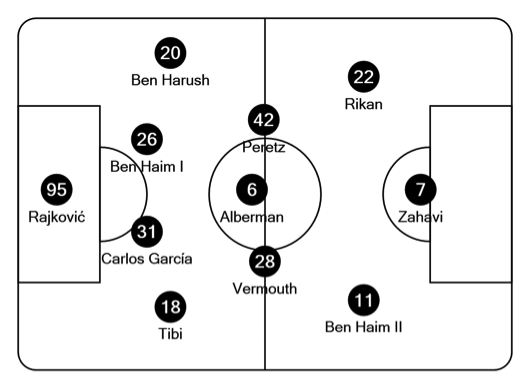 20
Ben Harush
22
Rikan
42
Peretz
26
Ben Haim I
95
Rajković
6
Alberman
7
Zahavi
31
Carlos García
28
Vermouth
18
Tibi
11
Ben Haim II